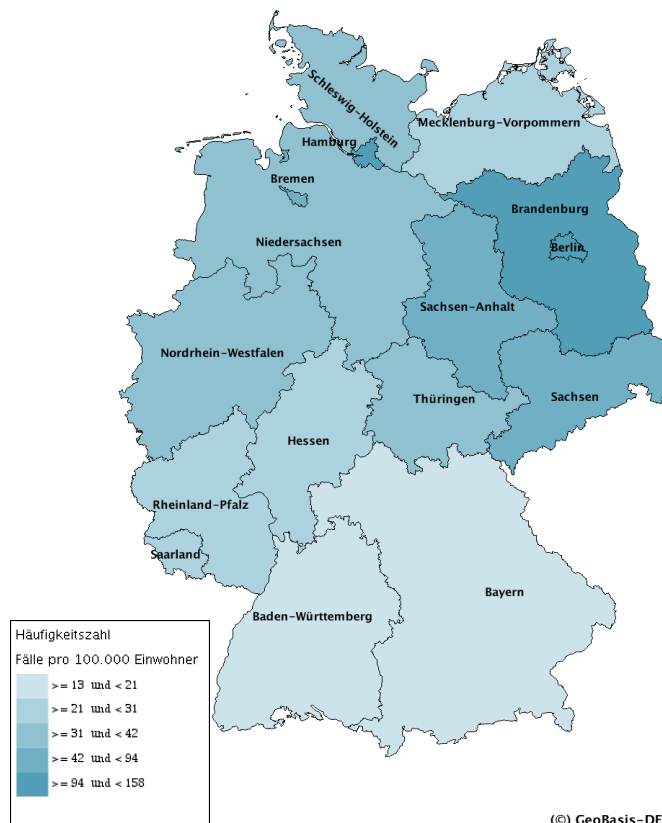 Schleswig-Holstein
Mecklenburg-Vorpommern
Hamburg
Bremen
Brandenburg
Niedersachsen
Berlin
Sachsen-Anhalt
Nordrhein-Westfalen
Thüringen
Sachsen
Hessen
Rheinland-Pfalz
Saarland
Bayern
Baden-Württemberg
Häufigkeitszahl
Fälle pro 100.000 Einwohner
>= 13 und < 21
>= 21 und < 31
>= 31 und < 42
>= 42 und < 94
>= 94 und < 158
(©) GeoBasis-DE